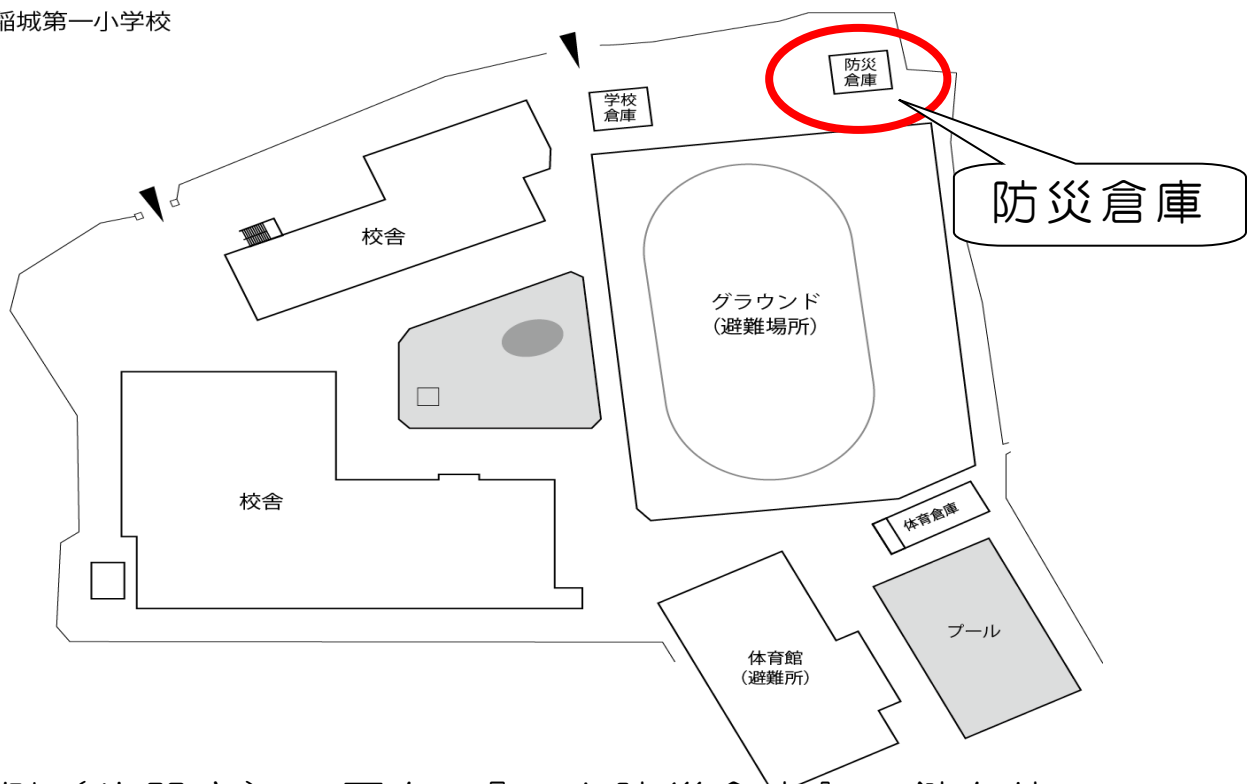 稲城第一小学校
防災
倉庫
学校
倉庫
防災倉庫
校舎
グラウンド
(避難場所)
校舎
体育倉庫
プール
体育館
(避難所)